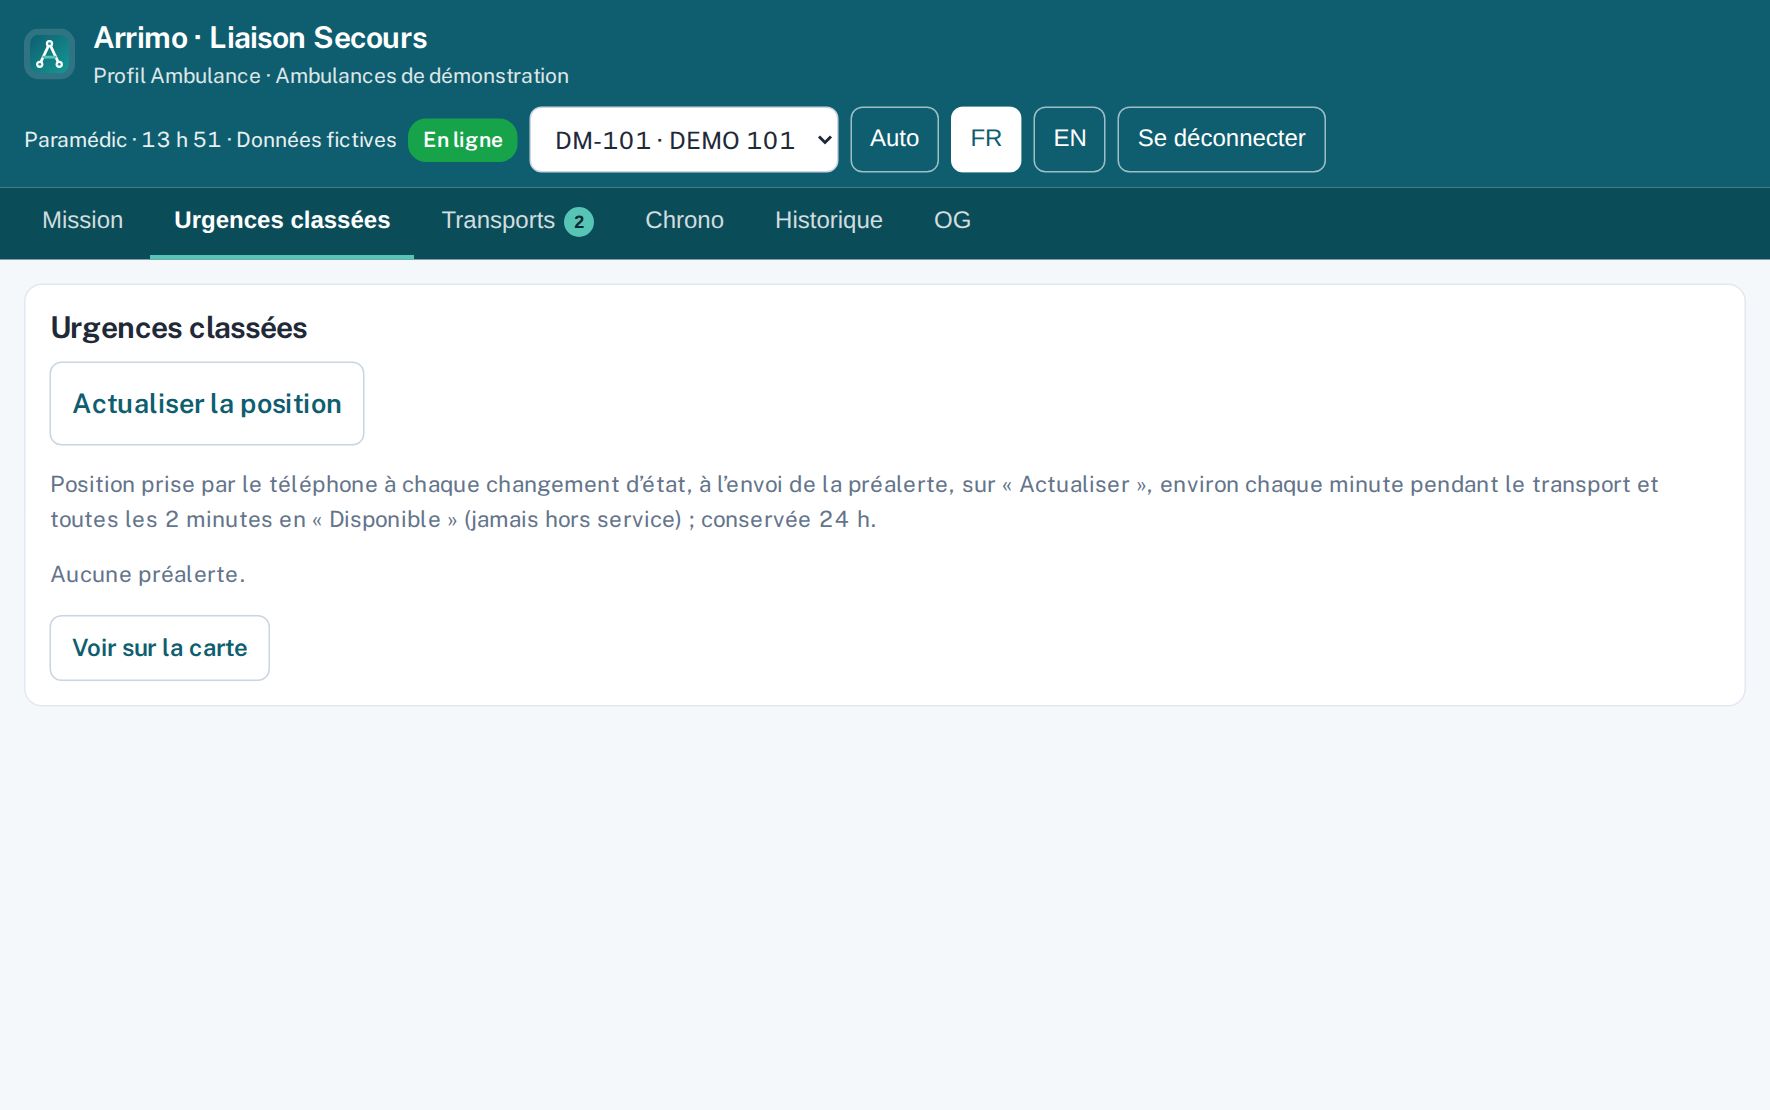 Arrimo · Liaison Secours
Profil Ambulance · Ambulances de démonstration
Paramédic · 13 h 51 · Données fictives En ligne DM-101 · DEMO 101 Auto FR EN Se déconnecter
Mission Urgences classées Transports 2 Chrono Historique OG
Urgences classées
Actualiser la position
Position prise par le téléphone à chaque changement d’état, à l’envoi de la préalerte, sur « Actualiser », environ chaque minute pendant le transport et
toutes les 2 minutes en « Disponible » (jamais hors service) ; conservée 24 h.
Aucune préalerte.
Voir sur la carte